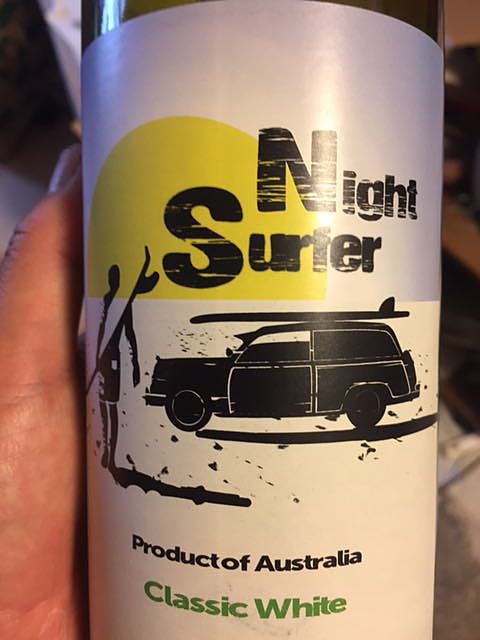 Night
Surfer
Product of Australia
Classic White